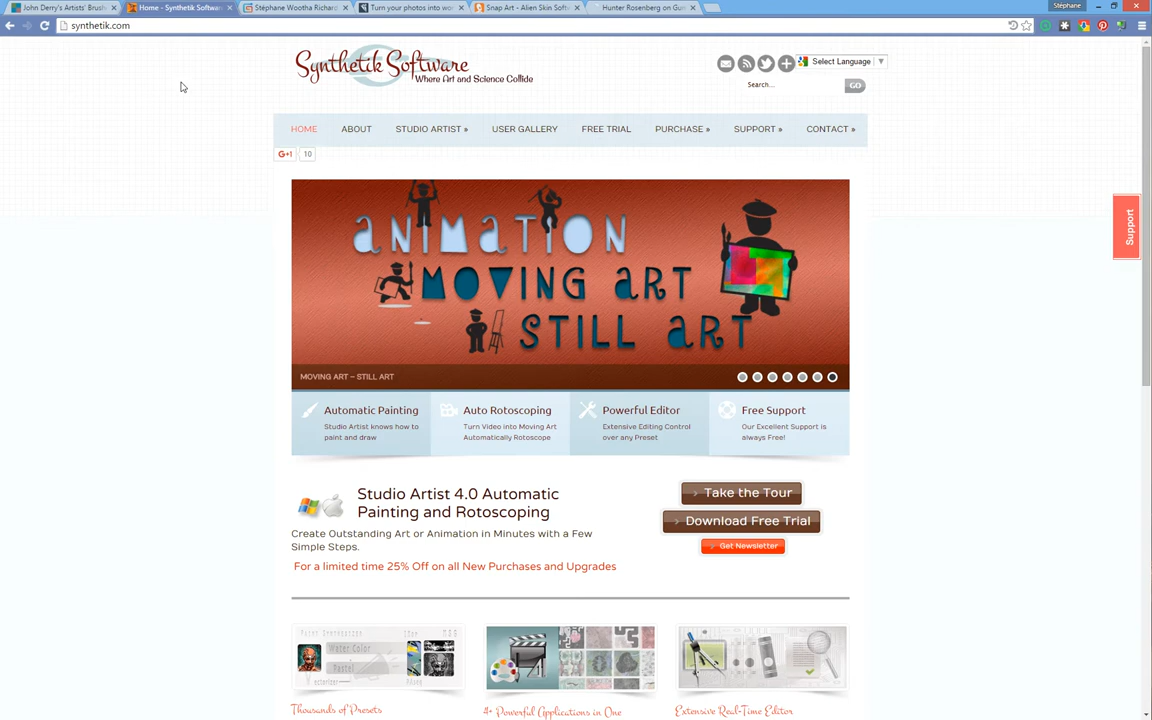 John Derry's Artists' Brush
Home - Synthetik Softwar
Stéphane Wootha Richard
Turn your photos into wo
Snap Art - Alien Skin Soft
Hunter Rosenberg on Gum
Stéphane
synthetik.com
Synthetik Software
Where Art and Science Collide
Select Language
Search...
GO
HOME
ABOUT
STUDIO ARTIST »
USER GALLERY
FREE TRIAL
PURCHASE »
SUPPORT »
CONTACT »
G+1
10
Support
ANIMATION
MOVING ART
STILL ART
MOVING ART – STILL ART
Automatic Painting
Studio Artist knows how to
paint and draw
Auto Rotoscoping
Turn Video into Moving Art
Automatically Rotoscope
Powerful Editor
Extensive Editing Control
over any Preset
Free Support
Our Excellent Support is
always Free!
Studio Artist 4.0 Automatic
Painting and Rotoscoping
Create Outstanding Art or Animation in Minutes with a Few
Simple Steps.
For a limited time 25% Off on all New Purchases and Upgrades
Take the Tour
Download Free Trial
Get Newsletter
Water Color
Pastel
Thousands of Presets
4+ Powerful Applications in One
Extensive Real-Time Editor